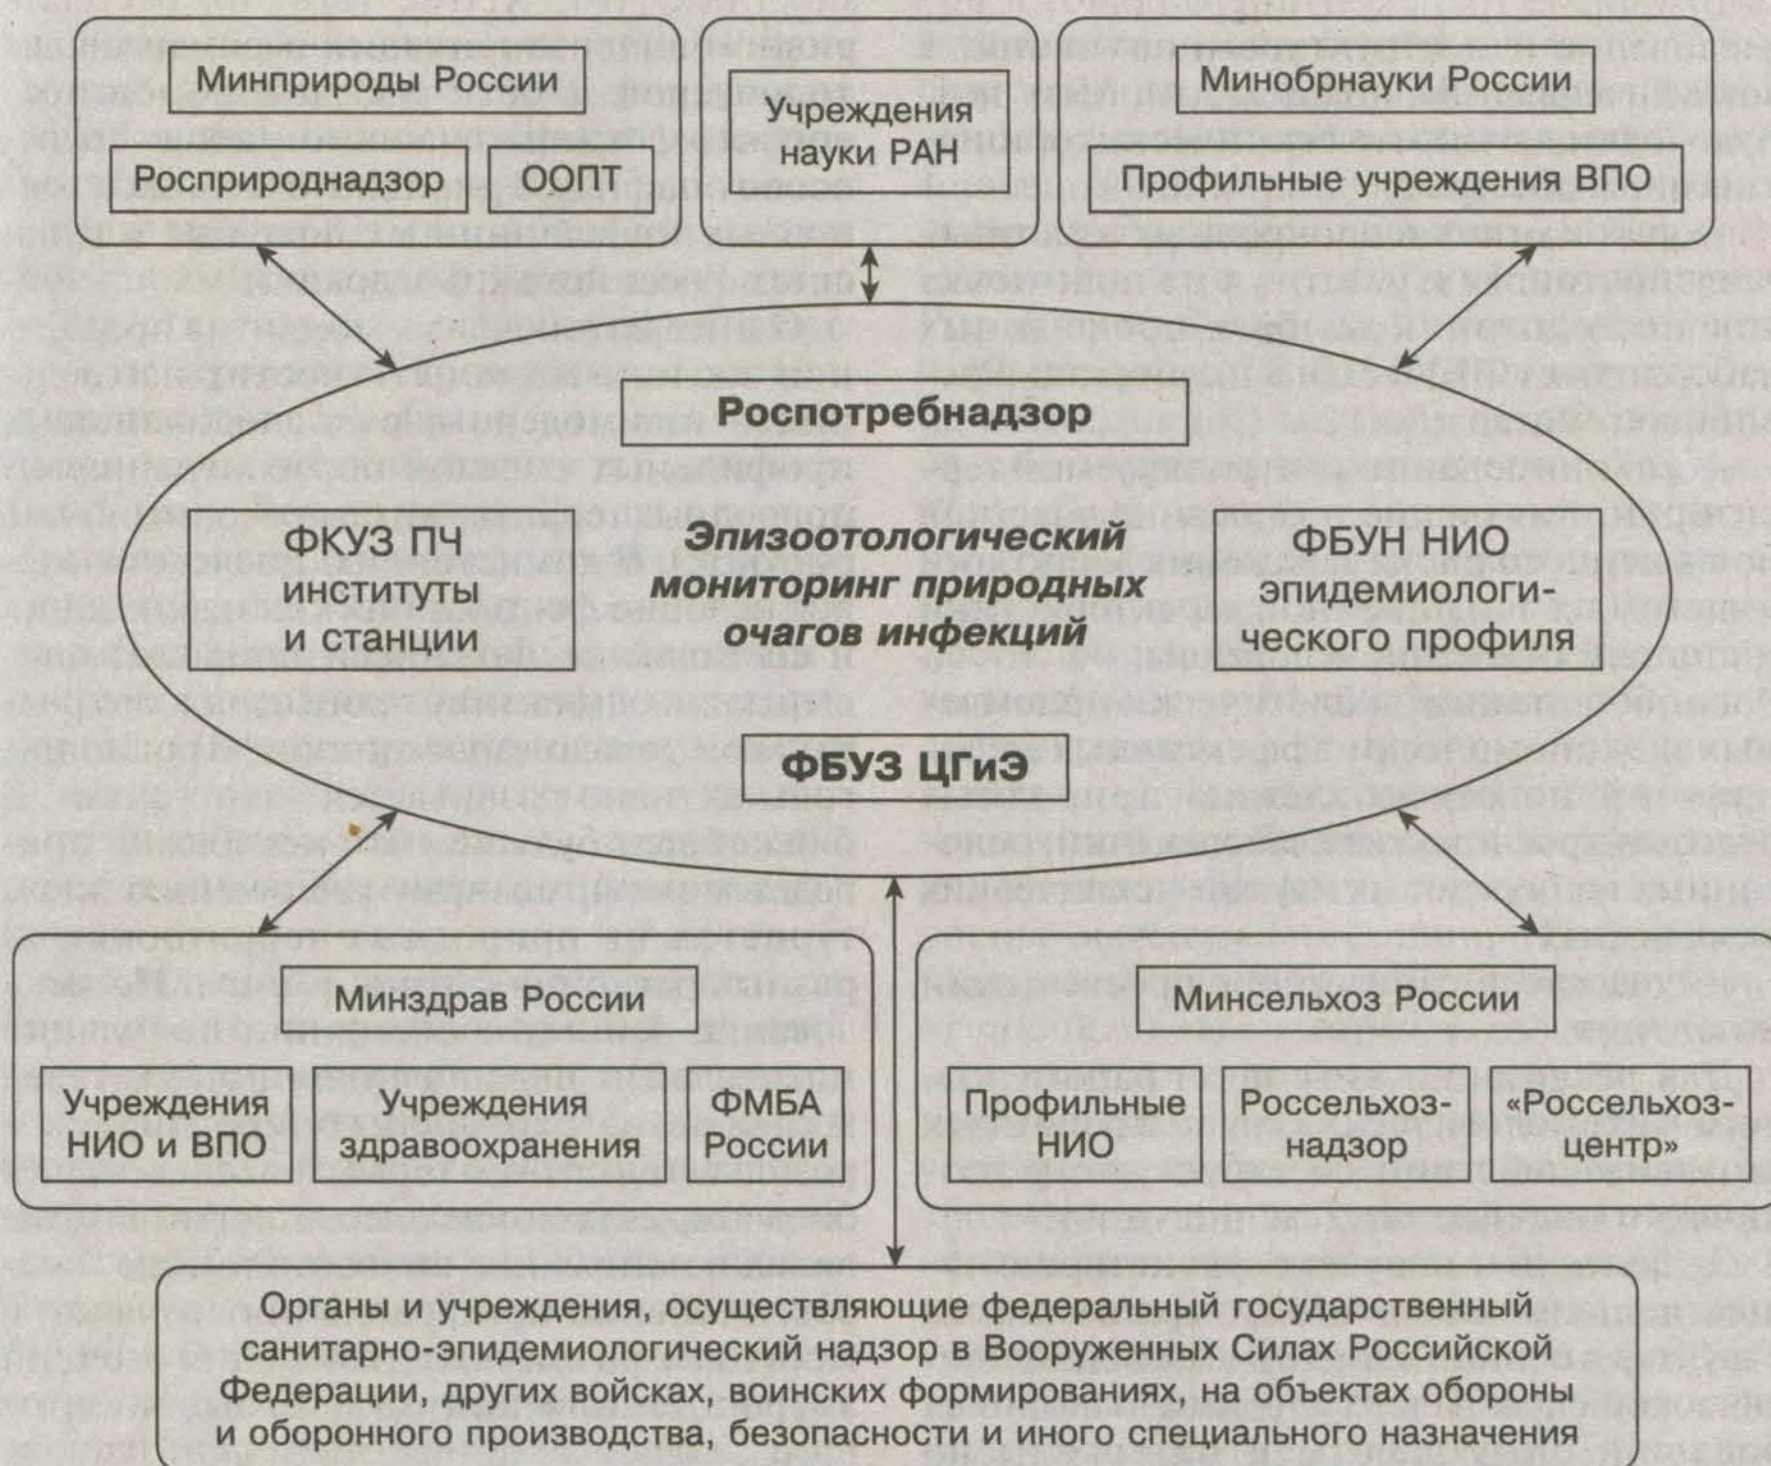 Минприроды России
Росприроднадзор
ООПТ
Учреждения
науки РАН
Минобрнауки России
Профильные учреждения ВПО
Роспотребнадзор
ФКУЗ ПЧ
институты
и станции
Эпизоотологический
мониторинг природных
очагов инфекций
ФБУН НИО
эпидемиологи-
ческого профиля
ФБУЗ ЦГиЭ
Минздрав России
Учреждения
НИО и ВПО
Учреждения
здравоохранения
ФМБА
России
Минсельхоз России
Профильные
НИО
Россельхоз-
надзор
«Россельхоз-
центр»
Органы и учреждения, осуществляющие федеральный государственный
санитарно-эпидемиологический надзор в Вооруженных Силах Российской
Федерации, других войсках, воинских формированиях, на объектах обороны
и оборонного производства, безопасности и иного специального назначения